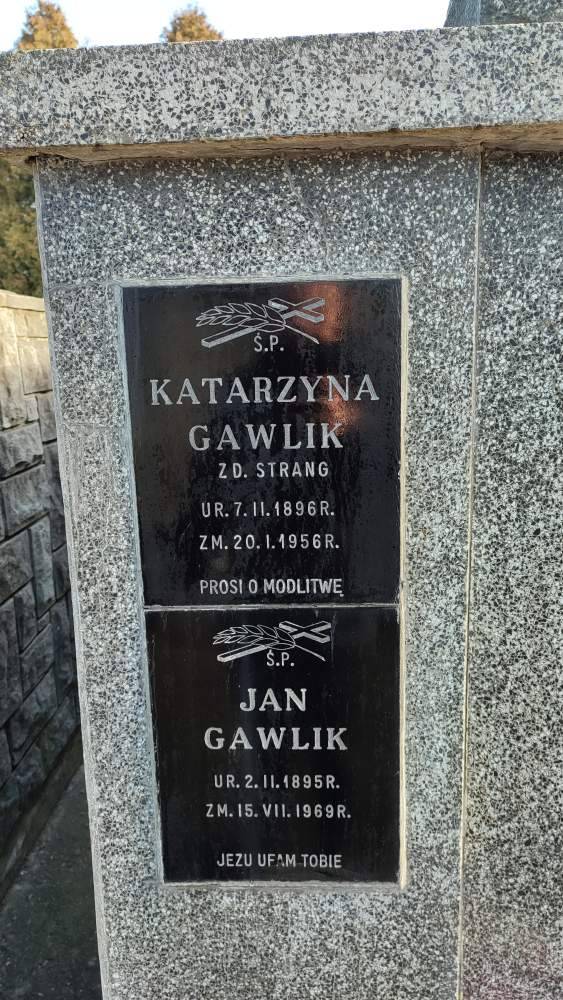 Ś.P.
KATARZYNA
GAWLIK
ZD. STRANG
UR. 7. II. 1896R.
ZM. 20. I. 1956R.
PROSI O MODLITWĘ
Ś.P.
JAN
GAWLIK
UR. 2. II. 1895R.
ZM. 15. VII. 1969R.
JEZU UFAM TOBIE